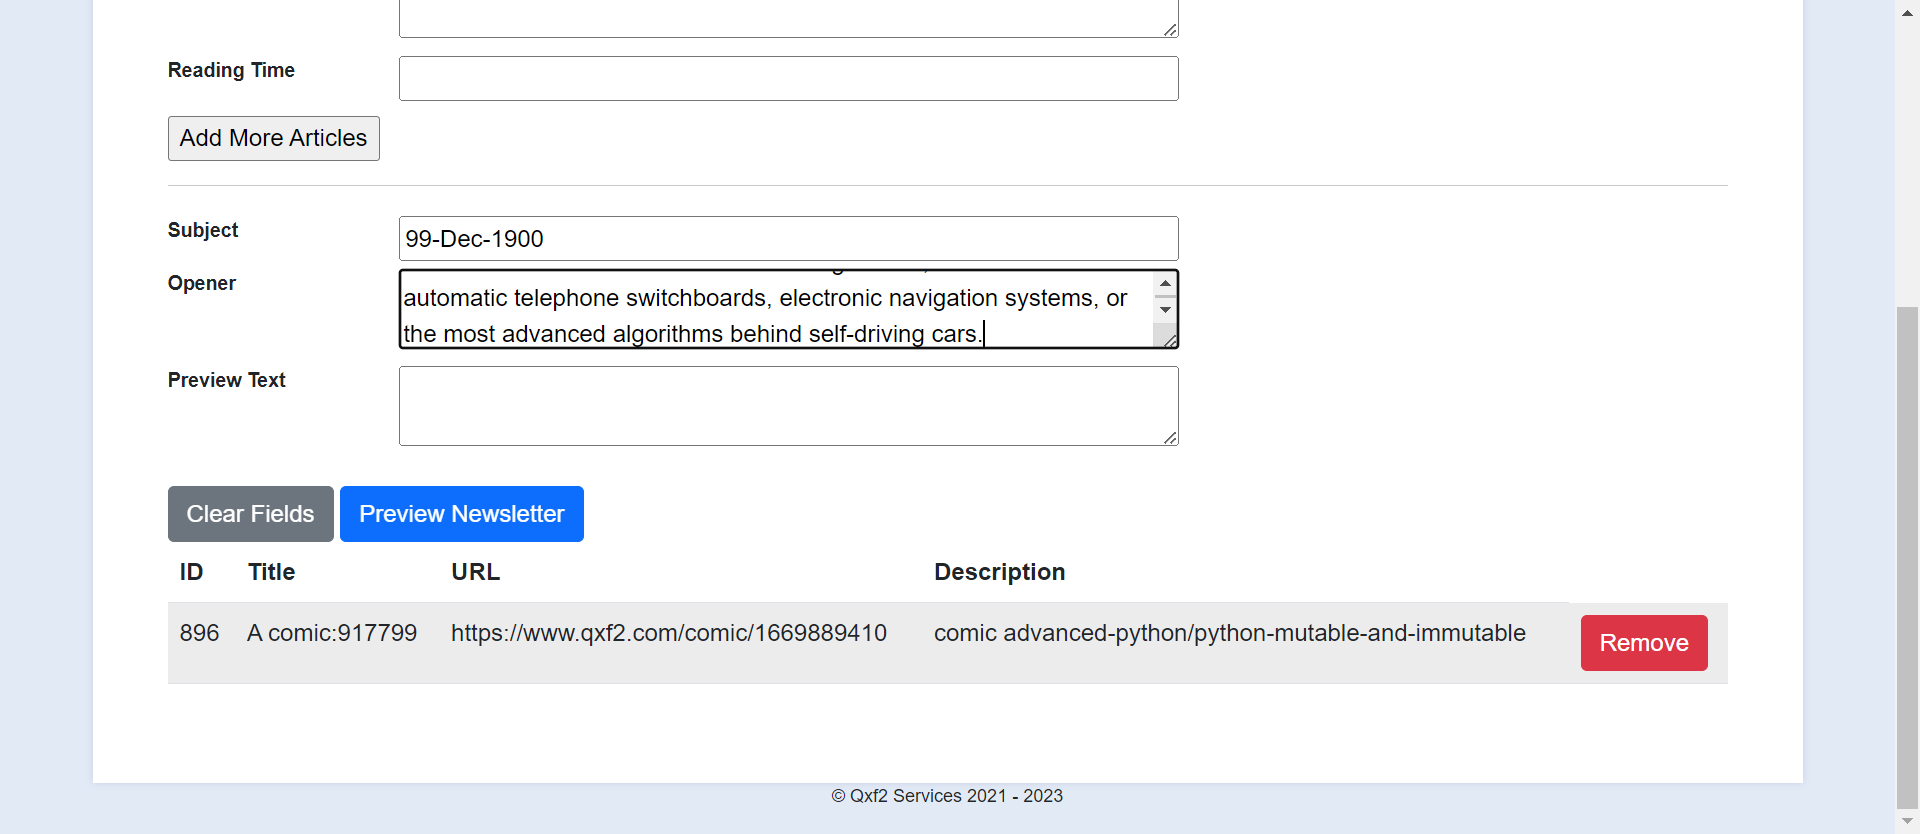 Reading Time
Add More Articles
Subject
99-Dec-1900
Opener
automatic telephone switchboards, electronic navigation systems, or
the most advanced algorithms behind self-driving cars.
Preview Text
Clear Fields
Preview Newsletter
ID Title URL Description
896 A comic:917799 https://www.qxf2.com/comic/1669889410 comic advanced-python/python-mutable-and-immutable Remove
© Qxf2 Services 2021 - 2023